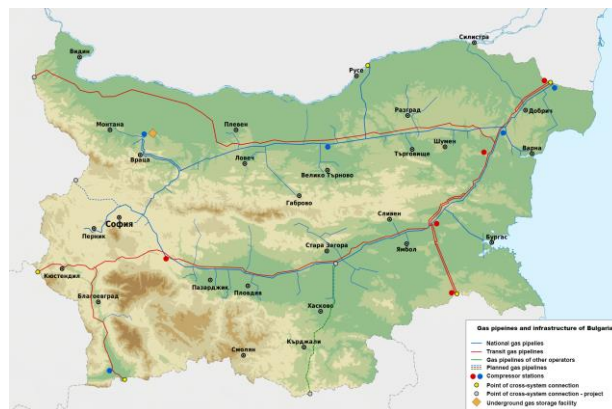 Силистра
Видин
Русе
Добрич
Разград
Монтана
Плевен
Шумен
Варна
Враца
Ловеч
Търговище
Велико Търново
Габрово
София
Сливен
Перник
Бургас
Стара Загора
Ямбол
Кюстендил
Пазарджик
Пловдив
Благоевград
Хасково
Кърджали
Смолян
Gas pipeines and infrastructure of Bulgaria
National gas pipelies
Transit gas pipelines
Gas pipelines of other operators
Planned gas pipelines
Compressor stations
Point of cross-system connection
Point of cross-system connection - project
Underground gas storage facility